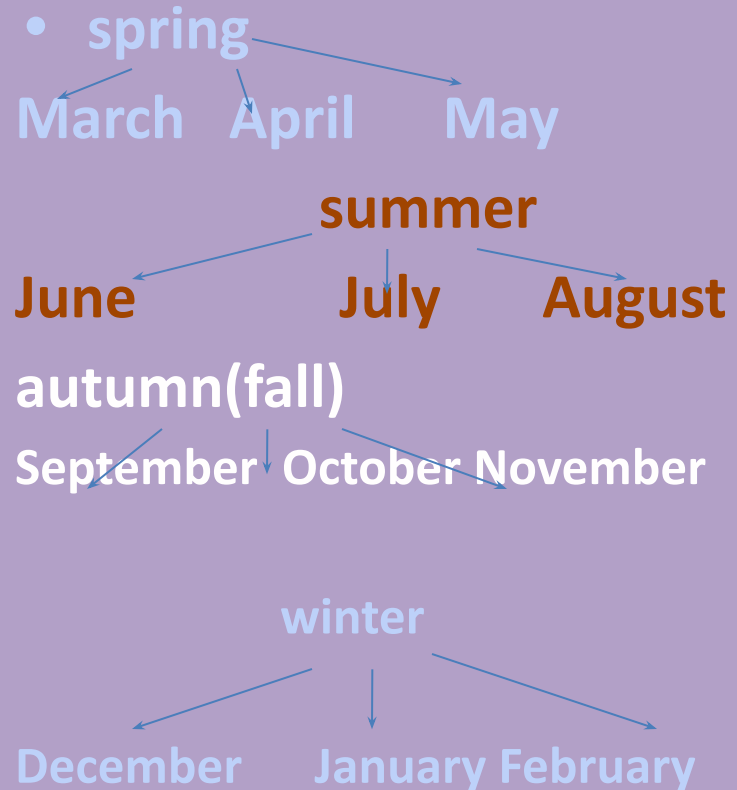 • spring
March April May
summer
June July August
autumn(fall)
September October November
winter
December January February